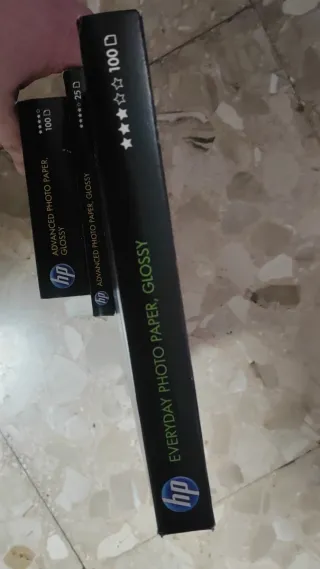 hp ADVANCED PHOTO PAPER,
GLOSSY
★★★★☆ 100
hp ADVANCED PHOTO PAPER, GLOSSY
★★★★☆ 25
hp EVERYDAY PHOTO PAPER, GLOSSY
★★★☆☆ 100